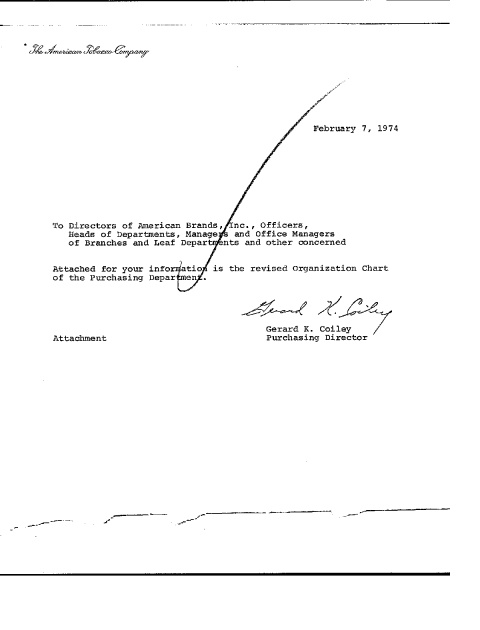 The American Tobacco Company
February 7, 1974
To Directors of American Brands, Inc., Officers,
Heads of Departments, Managers and Office Managers
of Branches and Leaf Departments and other concerned
Attached for your information is the revised Organization Chart
of the Purchasing Department.
Gerard K. Coiley
Gerard K. Coiley
Purchasing Director
Attachment